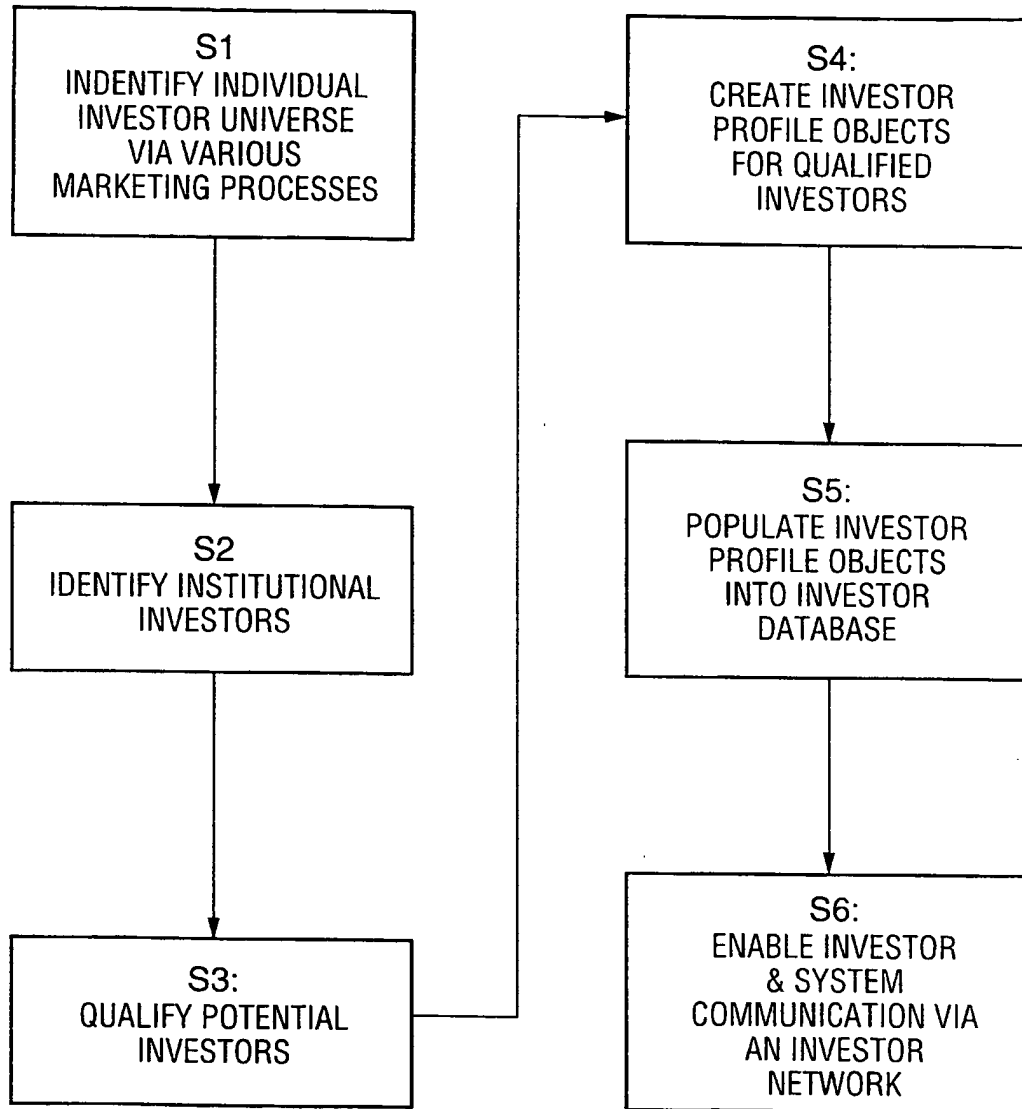 S1
INDENTIFY INDIVIDUAL
INVESTOR UNIVERSE
VIA VARIOUS
MARKETING PROCESSES
S2
IDENTIFY INSTITUTIONAL
INVESTORS
S3:
QUALIFY POTENTIAL
INVESTORS
S4:
CREATE INVESTOR
PROFILE OBJECTS
FOR QUALIFIED
INVESTORS
S5:
POPULATE INVESTOR
PROFILE OBJECTS
INTO INVESTOR
DATABASE
S6:
ENABLE INVESTOR
& SYSTEM
COMMUNICATION VIA
AN INVESTOR
NETWORK